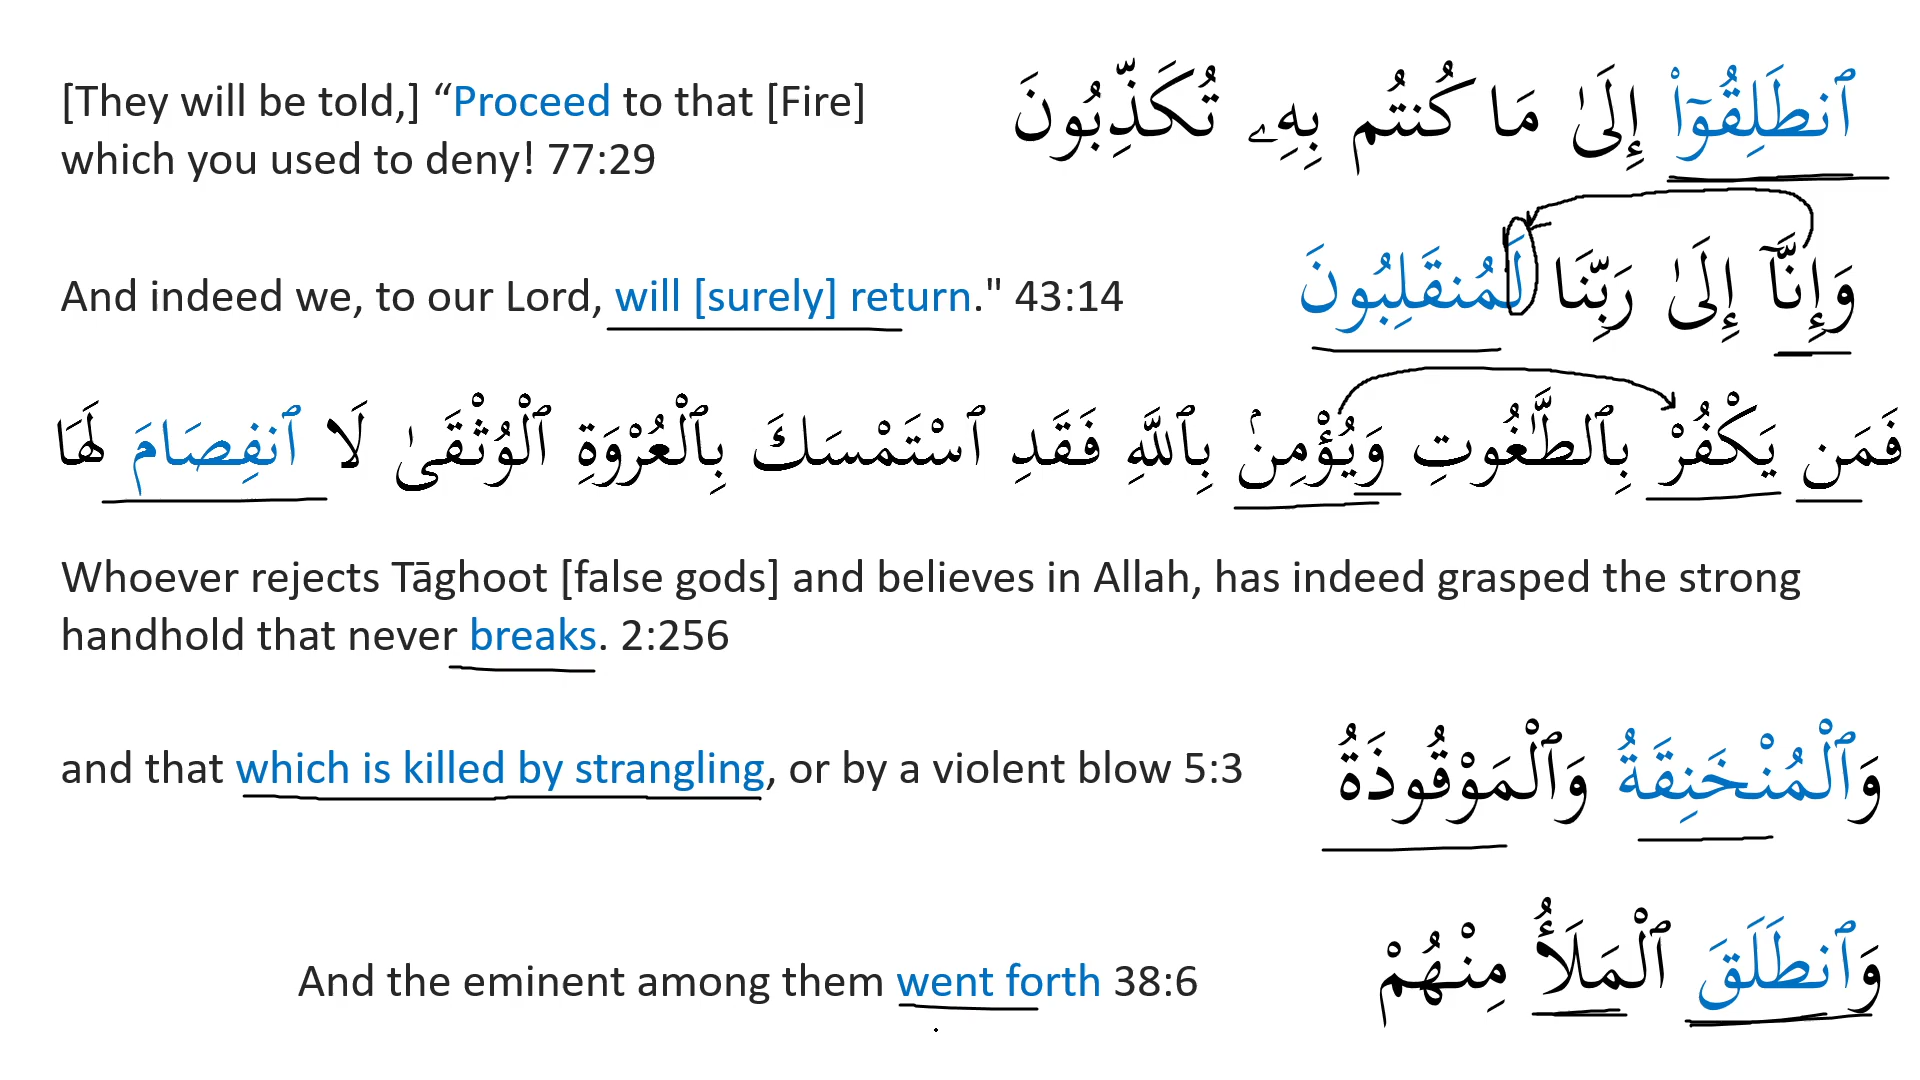 [They will be told,] “Proceed to that [Fire]
which you used to deny! 77:29
ٱنطَلِقُوٓا۟ إِلَىٰ مَا كُنتُم بِهِۦ تُكَذِّبُونَ
And indeed we, to our Lord, will [surely] return." 43:14
وَإِنَّآ إِلَىٰ رَبِّنَا لَمُنقَلِبُونَ
فَمَن يَكْفُرْ بِٱلطَّٰغُوتِ وَيُؤْمِنۢ بِٱللَّهِ فَقَدِ ٱسْتَمْسَكَ بِٱلْعُرْوَةِ ٱلْوُثْقَىٰ لَا ٱنفِصَامَ لَهَا
Whoever rejects Tāghoot [false gods] and believes in Allah, has indeed grasped the strong
handhold that never breaks. 2:256
and that which is killed by strangling, or by a violent blow 5:3
وَٱلْمُنْخَنِقَةُ وَٱلْمَوْقُوذَةُ
And the eminent among them went forth 38:6
وَٱنطَلَقَ ٱلْمَلَأُ مِنْهُمْ